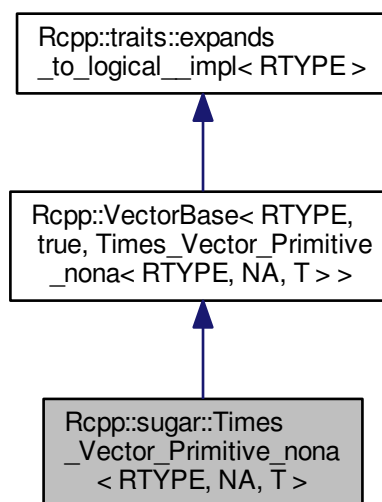 Rcpp::traits::expands
_to_logical__impl< RTYPE >
Rcpp::VectorBase< RTYPE,
true, Times_Vector_Primitive
_nona< RTYPE, NA, T > >
Rcpp::sugar::Times
_Vector_Primitive_nona
< RTYPE, NA, T >